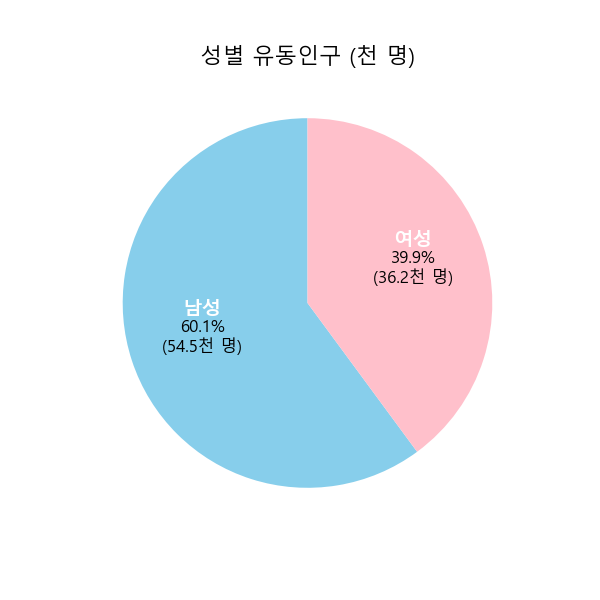 성별 유동인구 (천 명)
여성
39.9%
(36.2천 명)
남성
60.1%
(54.5천 명)